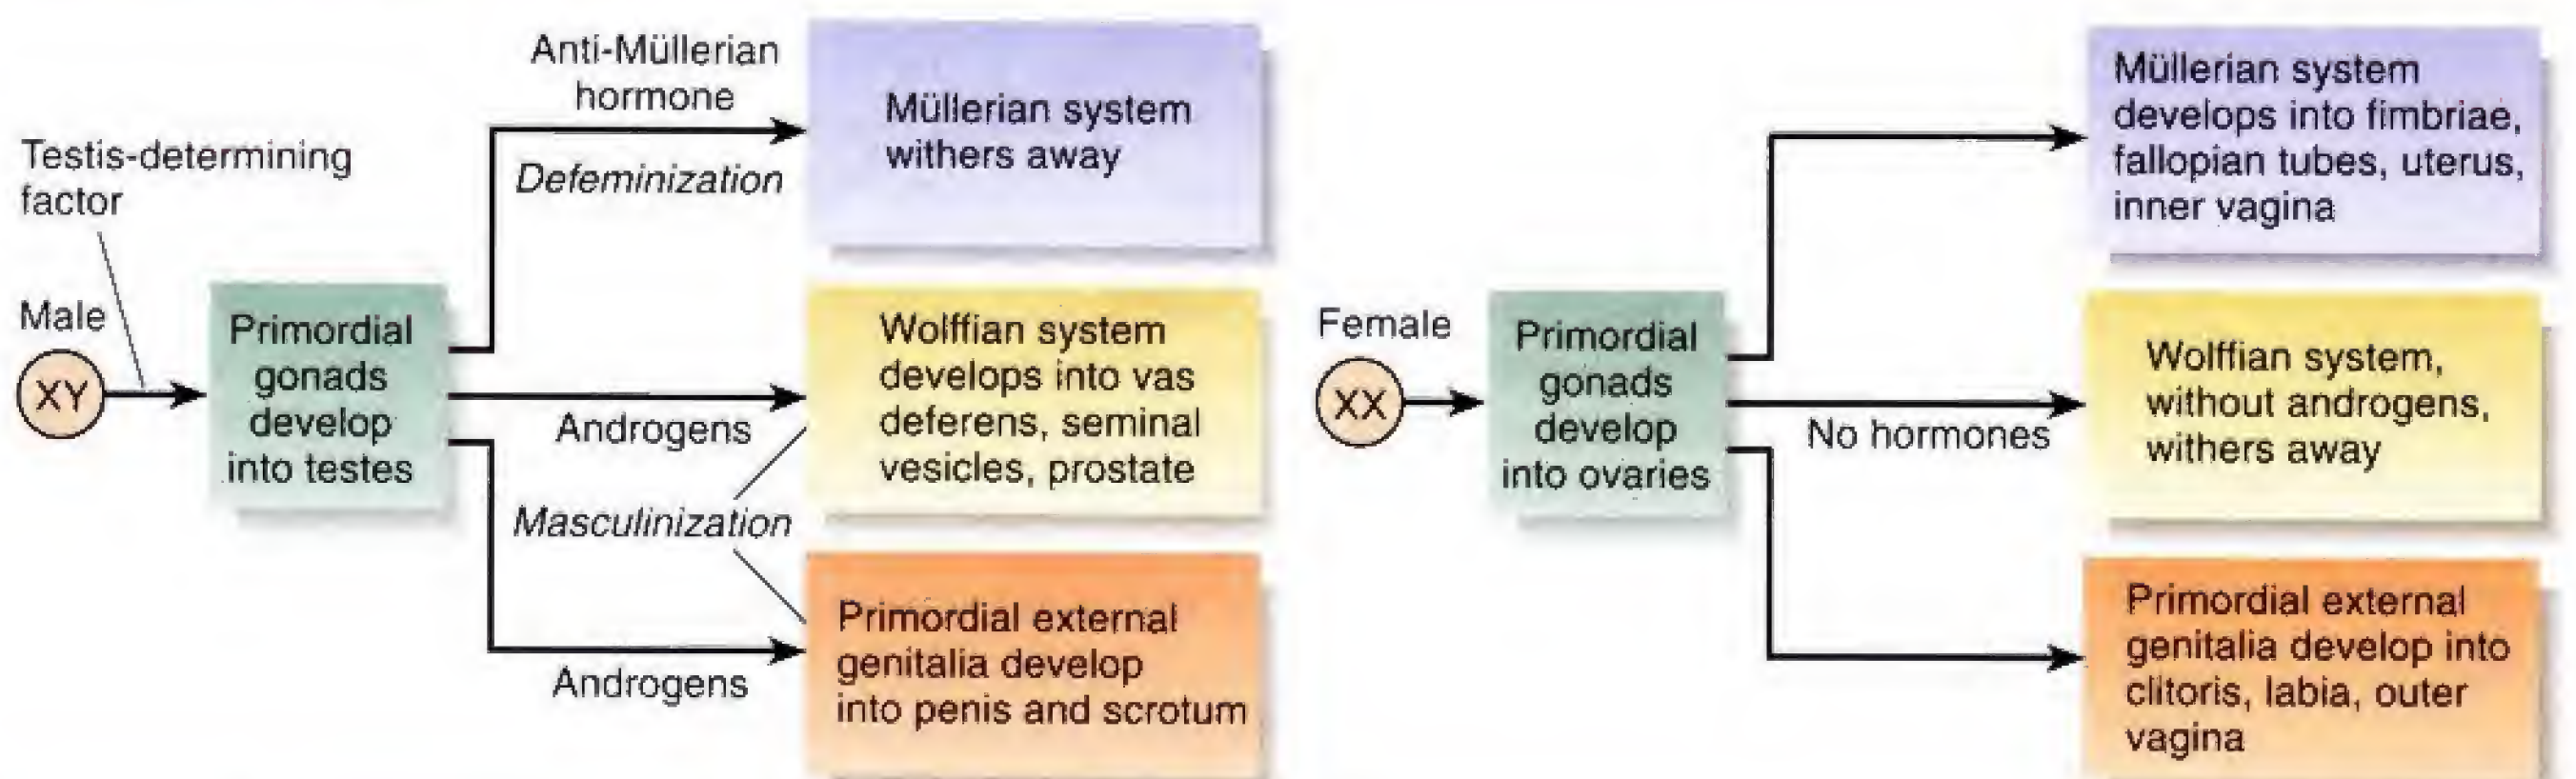 Testis-determining
factor
Male
XY
Primordial
gonads
develop
into testes
Anti-Müllerian
hormone
Defeminization
Androgens
Masculinization
Androgens
Müllerian system
withers away
Wolffian system
develops into vas
deferens, seminal
vesicles, prostate
Primordial external
genitalia develop
into penis and scrotum
Female
XX
Primordial
gonads
develop
into ovaries
No hormones
Müllerian system
develops into fimbriae,
fallopian tubes, uterus,
inner vagina
Wolffian system,
without androgens,
withers away
Primordial external
genitalia develop into
clitoris, labia, outer
vagina